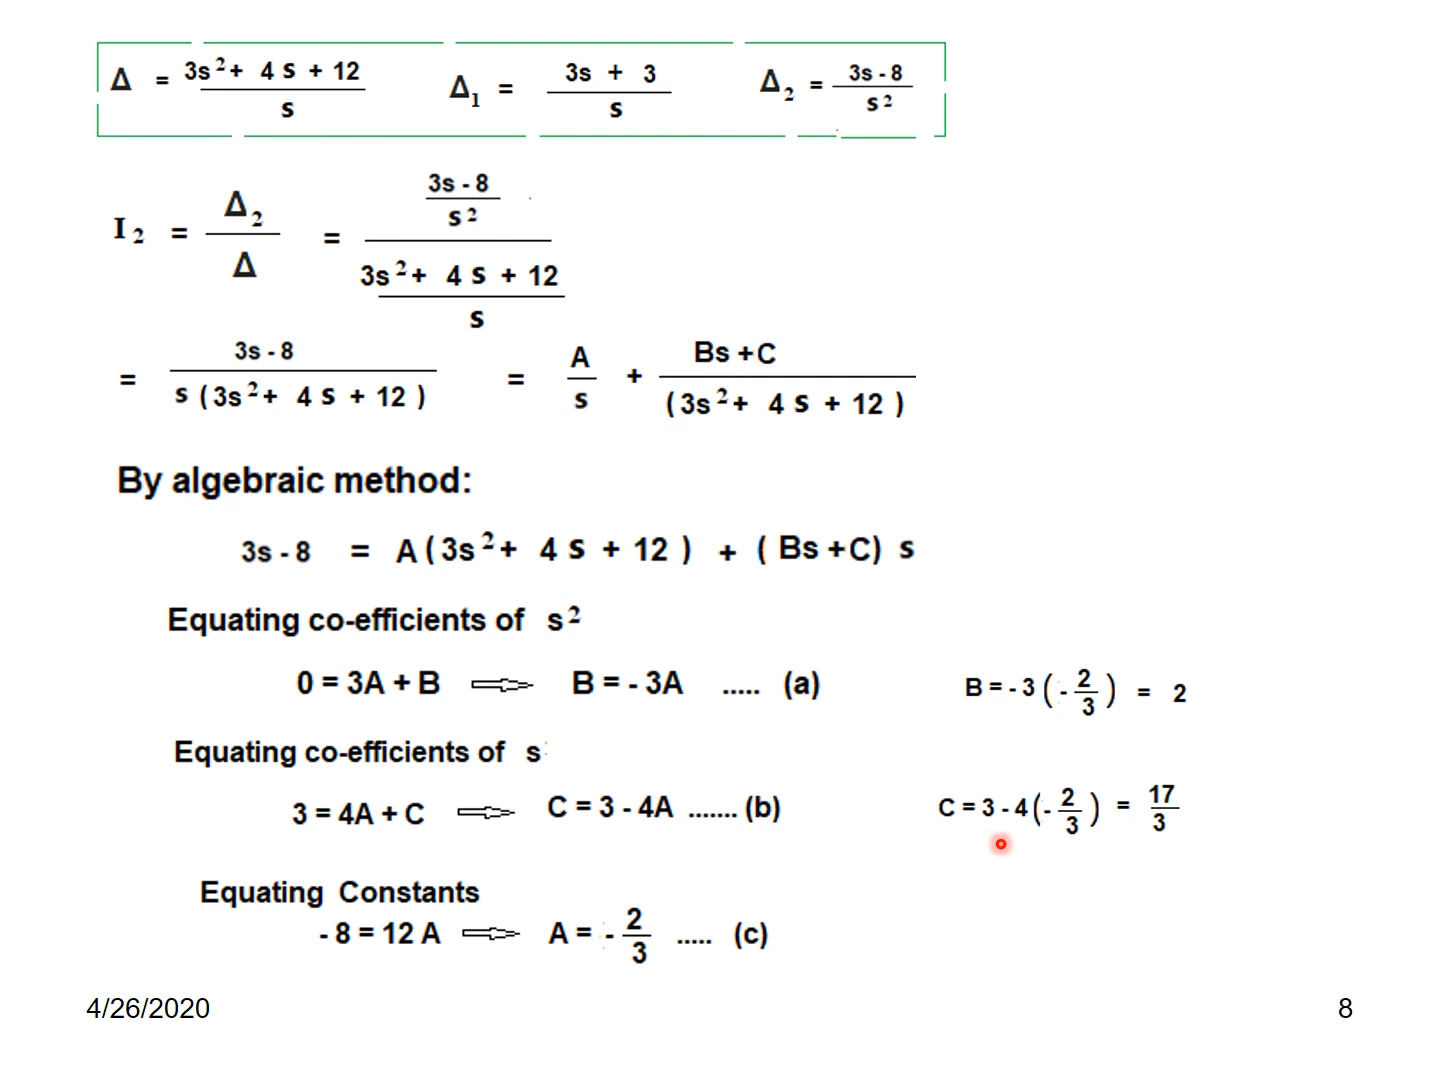 Δ = 3s²+ 4 s + 12 / s   Δ₁ = 3s + 3 / s   Δ₂ = 3s - 8 / s²
I₂ = Δ₂ / Δ = 3s - 8 / s² / 3s²+ 4 s + 12 / s
= 3s - 8 / s (3s²+ 4 s + 12 ) = A / s + Bs +C / (3s²+ 4 s + 12 )
By algebraic method:
3s - 8 = A (3s²+ 4 s + 12 ) + ( Bs +C) s
Equating co-efficients of s²
0 = 3A + B ⇒ B = - 3A ..... (a)   B = - 3 (- 2 / 3) = 2
Equating co-efficients of s
3 = 4A + C ⇒ C = 3 - 4A ....... (b)   C = 3 - 4 (- 2 / 3) = 17 / 3
Equating Constants
- 8 = 12 A ⇒ A = - 2 / 3 ..... (c)
4/26/2020
8